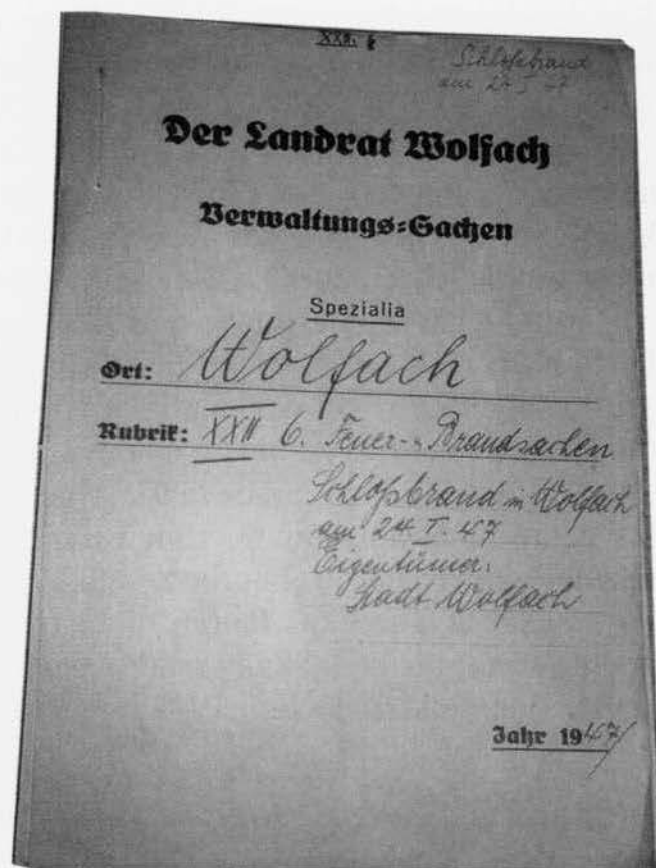 XXII. 6
Schloßbrand
am 24. I. 47
Der Landrat Wolfach
Verwaltungs=Sachen
Spezialia
Ort: Wolfach
Rubrik: XXII 6. Feuer- u. Brandsachen
Schloßbrand in Wolfach
am 24. I. 47
Eigentümer:
Stadt Wolfach
Jahr 1947